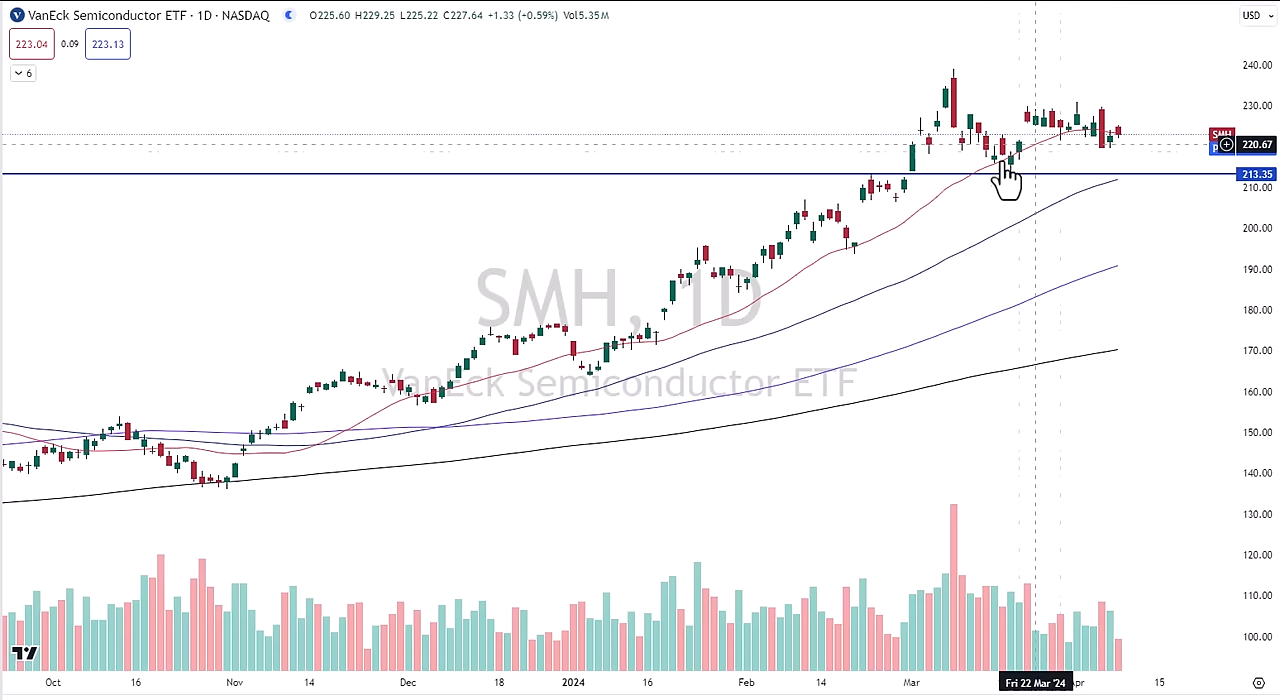 VanEck Semiconductor ETF · 1D · NASDAQ O225.60 H229.25 L225.22 C227.64 +1.33 (+0.59%) Vol5.35M
USD
223.04 0.09 223.13
6
240.00
230.00
SMH
220.67
213.35
210.00
200.00
190.00
180.00
170.00
160.00
150.00
140.00
130.00
120.00
110.00
100.00
SMH, 1D
VanEck Semiconductor ETF
Oct 16 Nov 14 Dec 18 2024 16 Feb 14 Mar Fri 22 Mar '24 Apr 15